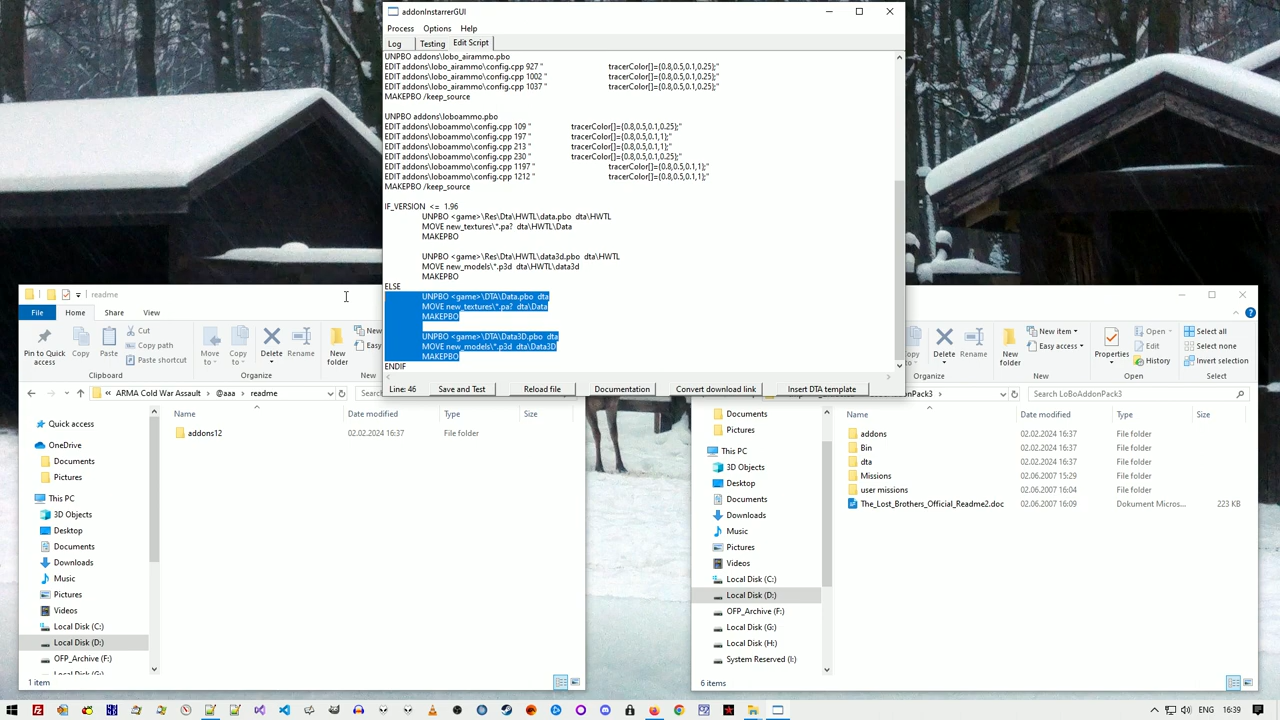 addonInstarrerGUI
Process Options Help
Log Testing Edit Script
UNPBO addons\lobo_airammo.pbo
EDIT addons\lobo_airammo\config.cpp 927 " tracerColor[]={0.8,0.5,0.1,0.25};"
EDIT addons\lobo_airammo\config.cpp 1002 " tracerColor[]={0.8,0.5,0.1,0.25};"
EDIT addons\lobo_airammo\config.cpp 1037 " tracerColor[]={0.8,0.5,0.1,0.25};"
MAKEPBO /keep_source
UNPBO addons\loboammo.pbo
EDIT addons\loboammo\config.cpp 109 " tracerColor[]={0.8,0.5,0.1,0.25};"
EDIT addons\loboammo\config.cpp 197 " tracerColor[]={0.8,0.5,0.1,1};"
EDIT addons\loboammo\config.cpp 213 " tracerColor[]={0.8,0.5,0.1,1};"
EDIT addons\loboammo\config.cpp 230 " tracerColor[]={0.8,0.5,0.1,0.25};"
EDIT addons\loboammo\config.cpp 1197 " tracerColor[]={0.8,0.5,0.1,1};"
EDIT addons\loboammo\config.cpp 1212 " tracerColor[]={0.8,0.5,0.1,1};"
MAKEPBO /keep_source
IF_VERSION <= 1.96
UNPBO <game>\Res\Dta\HWTL\data.pbo dta\HWTL
MOVE new_textures\*.pa? dta\HWTL\Data
MAKEPBO
UNPBO <game>\Res\Dta\HWTL\data3d.pbo dta\HWTL
MOVE new_models\*.p3d dta\HWTL\data3d
MAKEPBO
ELSE
UNPBO <game>\DTA\Data.pbo dta
MOVE new_textures\*.pa? dta\Data
MAKEPBO
UNPBO <game>\DTA\Data3D.pbo dta
MOVE new_models\*.p3d dta\Data3D
MAKEPBO
ENDIF
Line: 46 Save and Test Reload file Documentation Convert download link Insert DTA template
readme
File Home Share View
Pin to Quick access
Copy
Paste
Cut
Copy path
Paste shortcut
Clipboard
Move to
Copy to
Delete
Rename
Organize
New folder
New
ARMA Cold War Assault @aaa readme
Searc
Name Date modified Type Size
addons12 02.02.2024 16:37 File folder
Quick access
OneDrive
Documents
Pictures
This PC
3D Objects
Desktop
Documents
Downloads
Music
Pictures
Videos
Local Disk (C:)
Local Disk (D:)
OFP_Archive (F:)
1 item
Copy to
Delete
Rename
Organize
New folder
New item
Easy access
New
Properties
Open
Edit
History
Open
Select all
Select none
Invert selection
Select
LoBoAddonPack3
Search LoBoAddonPack3
Name Date modified Type Size
addons 02.02.2024 16:37 File folder
Bin 02.02.2024 16:37 File folder
dta 02.02.2024 16:37 File folder
Missions 02.06.2007 15:29 File folder
user missions 02.06.2007 16:04 File folder
The_Lost_Brothers_Official_Readme2.doc 02.06.2007 16:09 Dokument Micros... 223 KB
Documents
Pictures
This PC
3D Objects
Desktop
Documents
Downloads
Music
Pictures
Videos
Local Disk (C:)
Local Disk (D:)
OFP_Archive (F:)
Local Disk (G:)
Local Disk (H:)
System Reserved (I:)
6 items
ENG 16:39